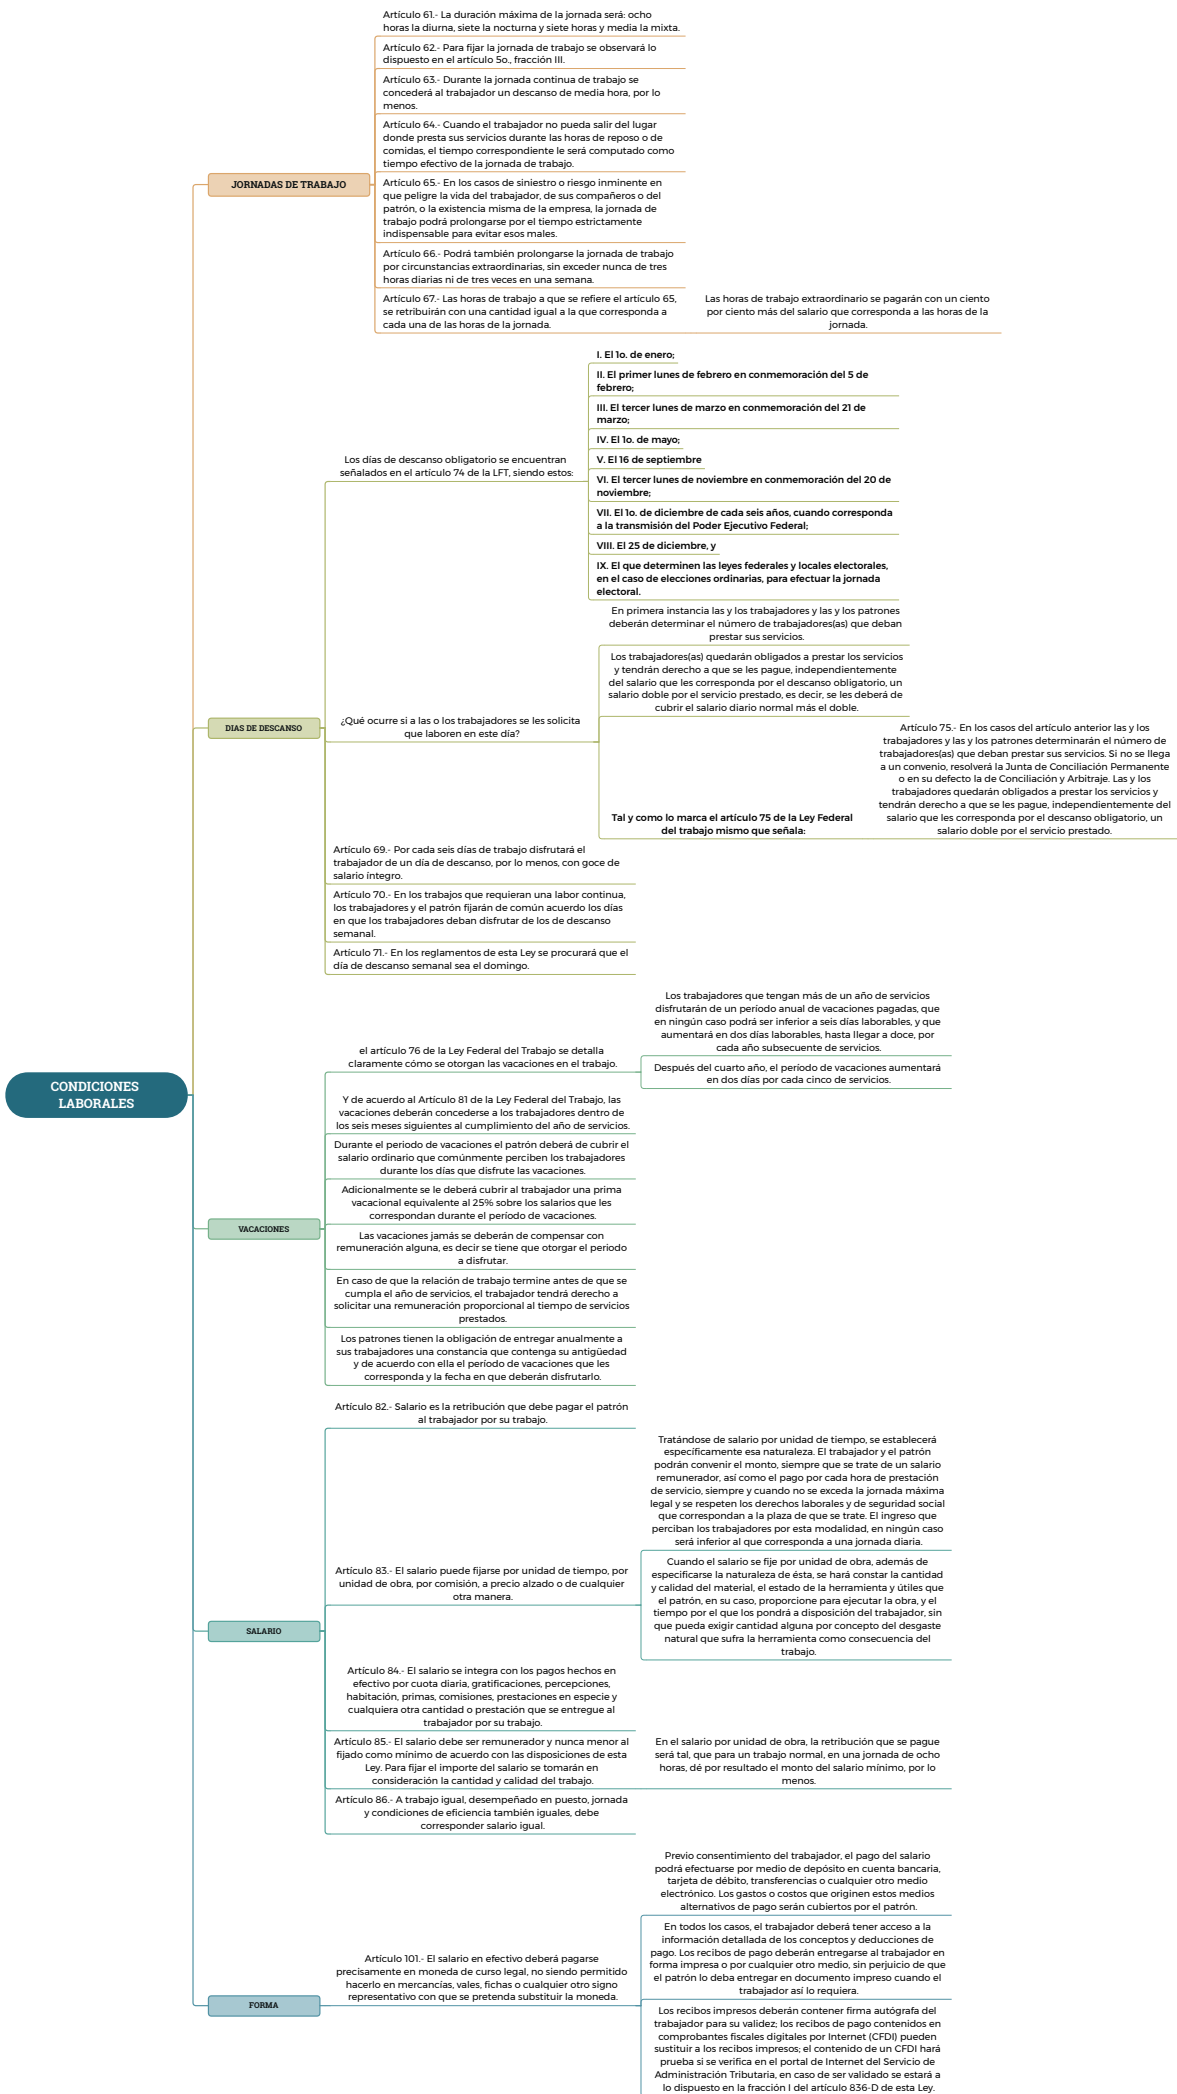 CONDICIONES
LABORALES
JORNADAS DE TRABAJO
Artículo 61.- La duración máxima de la jornada será: ocho
horas la diurna, siete la nocturna y siete horas y media la mixta.
Artículo 62.- Para fijar la jornada de trabajo se observará lo
dispuesto en el artículo 5o., fracción III.
Artículo 63.- Durante la jornada continua de trabajo se
concederá al trabajador un descanso de media hora, por lo
menos.
Artículo 64.- Cuando el trabajador no pueda salir del lugar
donde presta sus servicios durante las horas de reposo o de
comidas, el tiempo correspondiente le será computado como
tiempo efectivo de la jornada de trabajo.
Artículo 65.- En los casos de siniestro o riesgo inminente en
que peligre la vida del trabajador, de sus compañeros o del
patrón, o la existencia misma de la empresa, la jornada de
trabajo podrá prolongarse por el tiempo estrictamente
indispensable para evitar esos males.
Artículo 66.- Podrá también prolongarse la jornada de trabajo
por circunstancias extraordinarias, sin exceder nunca de tres
horas diarias ni de tres veces en una semana.
Artículo 67.- Las horas de trabajo a que se refiere el artículo 65,
se retribuirán con una cantidad igual a la que corresponda a
cada una de las horas de la jornada.
Las horas de trabajo extraordinario se pagarán con un ciento
por ciento más del salario que corresponda a las horas de la
jornada.
DIAS DE DESCANSO
Los días de descanso obligatorio se encuentran
señalados en el artículo 74 de la LFT, siendo estos:
I. El 1o. de enero;
II. El primer lunes de febrero en conmemoración del 5 de
febrero;
III. El tercer lunes de marzo en conmemoración del 21 de
marzo;
IV. El 1o. de mayo;
V. El 16 de septiembre
VI. El tercer lunes de noviembre en conmemoración del 20 de
noviembre;
VII. El 1o. de diciembre de cada seis años, cuando corresponda
a la transmisión del Poder Ejecutivo Federal;
VIII. El 25 de diciembre, y
IX. El que determinen las leyes federales y locales electorales,
en el caso de elecciones ordinarias, para efectuar la jornada
electoral.
¿Qué ocurre si a las o los trabajadores se les solicita
que laboren en este día?
En primera instancia las y los trabajadores y las y los patrones
deberán determinar el número de trabajadores(as) que deban
prestar sus servicios.
Los trabajadores(as) quedarán obligados a prestar los servicios
y tendrán derecho a que se les pague, independientemente
del salario que les corresponda por el descanso obligatorio, un
salario doble por el servicio prestado, es decir, se les deberá de
cubrir el salario diario normal más el doble.
Tal y como lo marca el artículo 75 de la Ley Federal
del trabajo mismo que señala:
Artículo 75.- En los casos del artículo anterior las y los
trabajadores y las y los patrones determinarán el número de
trabajadores(as) que deban prestar sus servicios. Si no se llega
a un convenio, resolverá la Junta de Conciliación Permanente
o en su defecto la de Conciliación y Arbitraje. Las y los
trabajadores quedarán obligados a prestar los servicios y
tendrán derecho a que se les pague, independientemente del
salario que les corresponda por el descanso obligatorio, un
salario doble por el servicio prestado.
Artículo 69.- Por cada seis días de trabajo disfrutará el
trabajador de un día de descanso, por lo menos, con goce de
salario íntegro.
Artículo 70.- En los trabajos que requieran una labor continua,
los trabajadores y el patrón fijarán de común acuerdo los días
en que los trabajadores deban disfrutar de los de descanso
semanal.
Artículo 71.- En los reglamentos de esta Ley se procurará que el
día de descanso semanal sea el domingo.
VACACIONES
el artículo 76 de la Ley Federal del Trabajo se detalla
claramente cómo se otorgan las vacaciones en el trabajo.
Los trabajadores que tengan más de un año de servicios
disfrutarán de un período anual de vacaciones pagadas, que
en ningún caso podrá ser inferior a seis días laborables, y que
aumentará en dos días laborables, hasta llegar a doce, por
cada año subsecuente de servicios.
Después del cuarto año, el período de vacaciones aumentará
en dos días por cada cinco de servicios.
Y de acuerdo al Artículo 81 de la Ley Federal del Trabajo, las
vacaciones deberán concederse a los trabajadores dentro de
los seis meses siguientes al cumplimiento del año de servicios.
Durante el periodo de vacaciones el patrón deberá de cubrir el
salario ordinario que comúnmente perciben los trabajadores
durante los días que disfrute las vacaciones.
Adicionalmente se le deberá cubrir al trabajador una prima
vacacional equivalente al 25% sobre los salarios que les
correspondan durante el período de vacaciones.
Las vacaciones jamás se deberán de compensar con
remuneración alguna, es decir se tiene que otorgar el periodo
a disfrutar.
En caso de que la relación de trabajo termine antes de que se
cumpla el año de servicios, el trabajador tendrá derecho a
solicitar una remuneración proporcional al tiempo de servicios
prestados.
Los patrones tienen la obligación de entregar anualmente a
sus trabajadores una constancia que contenga su antigüedad
y de acuerdo con ella el período de vacaciones que les
corresponda y la fecha en que deberán disfrutarlo.
SALARIO
Artículo 82.- Salario es la retribución que debe pagar el patrón
al trabajador por su trabajo.
Artículo 83.- El salario puede fijarse por unidad de tiempo, por
unidad de obra, por comisión, a precio alzado o de cualquier
otra manera.
Tratándose de salario por unidad de tiempo, se establecerá
específicamente esa naturaleza. El trabajador y el patrón
podrán convenir el monto, siempre que se trate de un salario
remunerador, así como el pago por cada hora de prestación
de servicio, siempre y cuando no se exceda la jornada máxima
legal y se respeten los derechos laborales y de seguridad social
que correspondan a la plaza de que se trate. El ingreso que
perciban los trabajadores por esta modalidad, en ningún caso
será inferior al que corresponda a una jornada diaria.
Cuando el salario se fije por unidad de obra, además de
especificarse la naturaleza de ésta, se hará constar la cantidad
y calidad del material, el estado de la herramienta y útiles que
el patrón, en su caso, proporcione para ejecutar la obra, y el
tiempo por el que los pondrá a disposición del trabajador, sin
que pueda exigir cantidad alguna por concepto del desgaste
natural que sufra la herramienta como consecuencia del
trabajo.
Artículo 84.- El salario se integra con los pagos hechos en
efectivo por cuota diaria, gratificaciones, percepciones,
habitación, primas, comisiones, prestaciones en especie y
cualquiera otra cantidad o prestación que se entregue al
trabajador por su trabajo.
Artículo 85.- El salario debe ser remunerador y nunca menor al
fijado como mínimo de acuerdo con las disposiciones de esta
Ley. Para fijar el importe del salario se tomarán en
consideración la cantidad y calidad del trabajo.
En el salario por unidad de obra, la retribución que se pague
será tal, que para un trabajo normal, en una jornada de ocho
horas, dé por resultado el monto del salario mínimo, por lo
menos.
Artículo 86.- A trabajo igual, desempeñado en puesto, jornada
y condiciones de eficiencia también iguales, debe
corresponder salario igual.
FORMA
Artículo 101.- El salario en efectivo deberá pagarse
precisamente en moneda de curso legal, no siendo permitido
hacerlo en mercancías, vales, fichas o cualquier otro signo
representativo con que se pretenda substituir la moneda.
Previo consentimiento del trabajador, el pago del salario
podrá efectuarse por medio de depósito en cuenta bancaria,
tarjeta de débito, transferencias o cualquier otro medio
electrónico. Los gastos o costos que originen estos medios
alternativos de pago serán cubiertos por el patrón.
En todos los casos, el trabajador deberá tener acceso a la
información detallada de los conceptos y deducciones de
pago. Los recibos de pago deberán entregarse al trabajador en
forma impresa o por cualquier otro medio, sin perjuicio de que
el patrón lo deba entregar en documento impreso cuando el
trabajador así lo requiera.
Los recibos impresos deberán contener firma autógrafa del
trabajador para su validez; los recibos de pago contenidos en
comprobantes fiscales digitales por Internet (CFDI) pueden
sustituir a los recibos impresos; el contenido de un CFDI hará
prueba si se verifica en el portal de Internet del Servicio de
Administración Tributaria, en caso de ser validado se estará a
lo dispuesto en la fracción I del artículo 836-D de esta Ley.